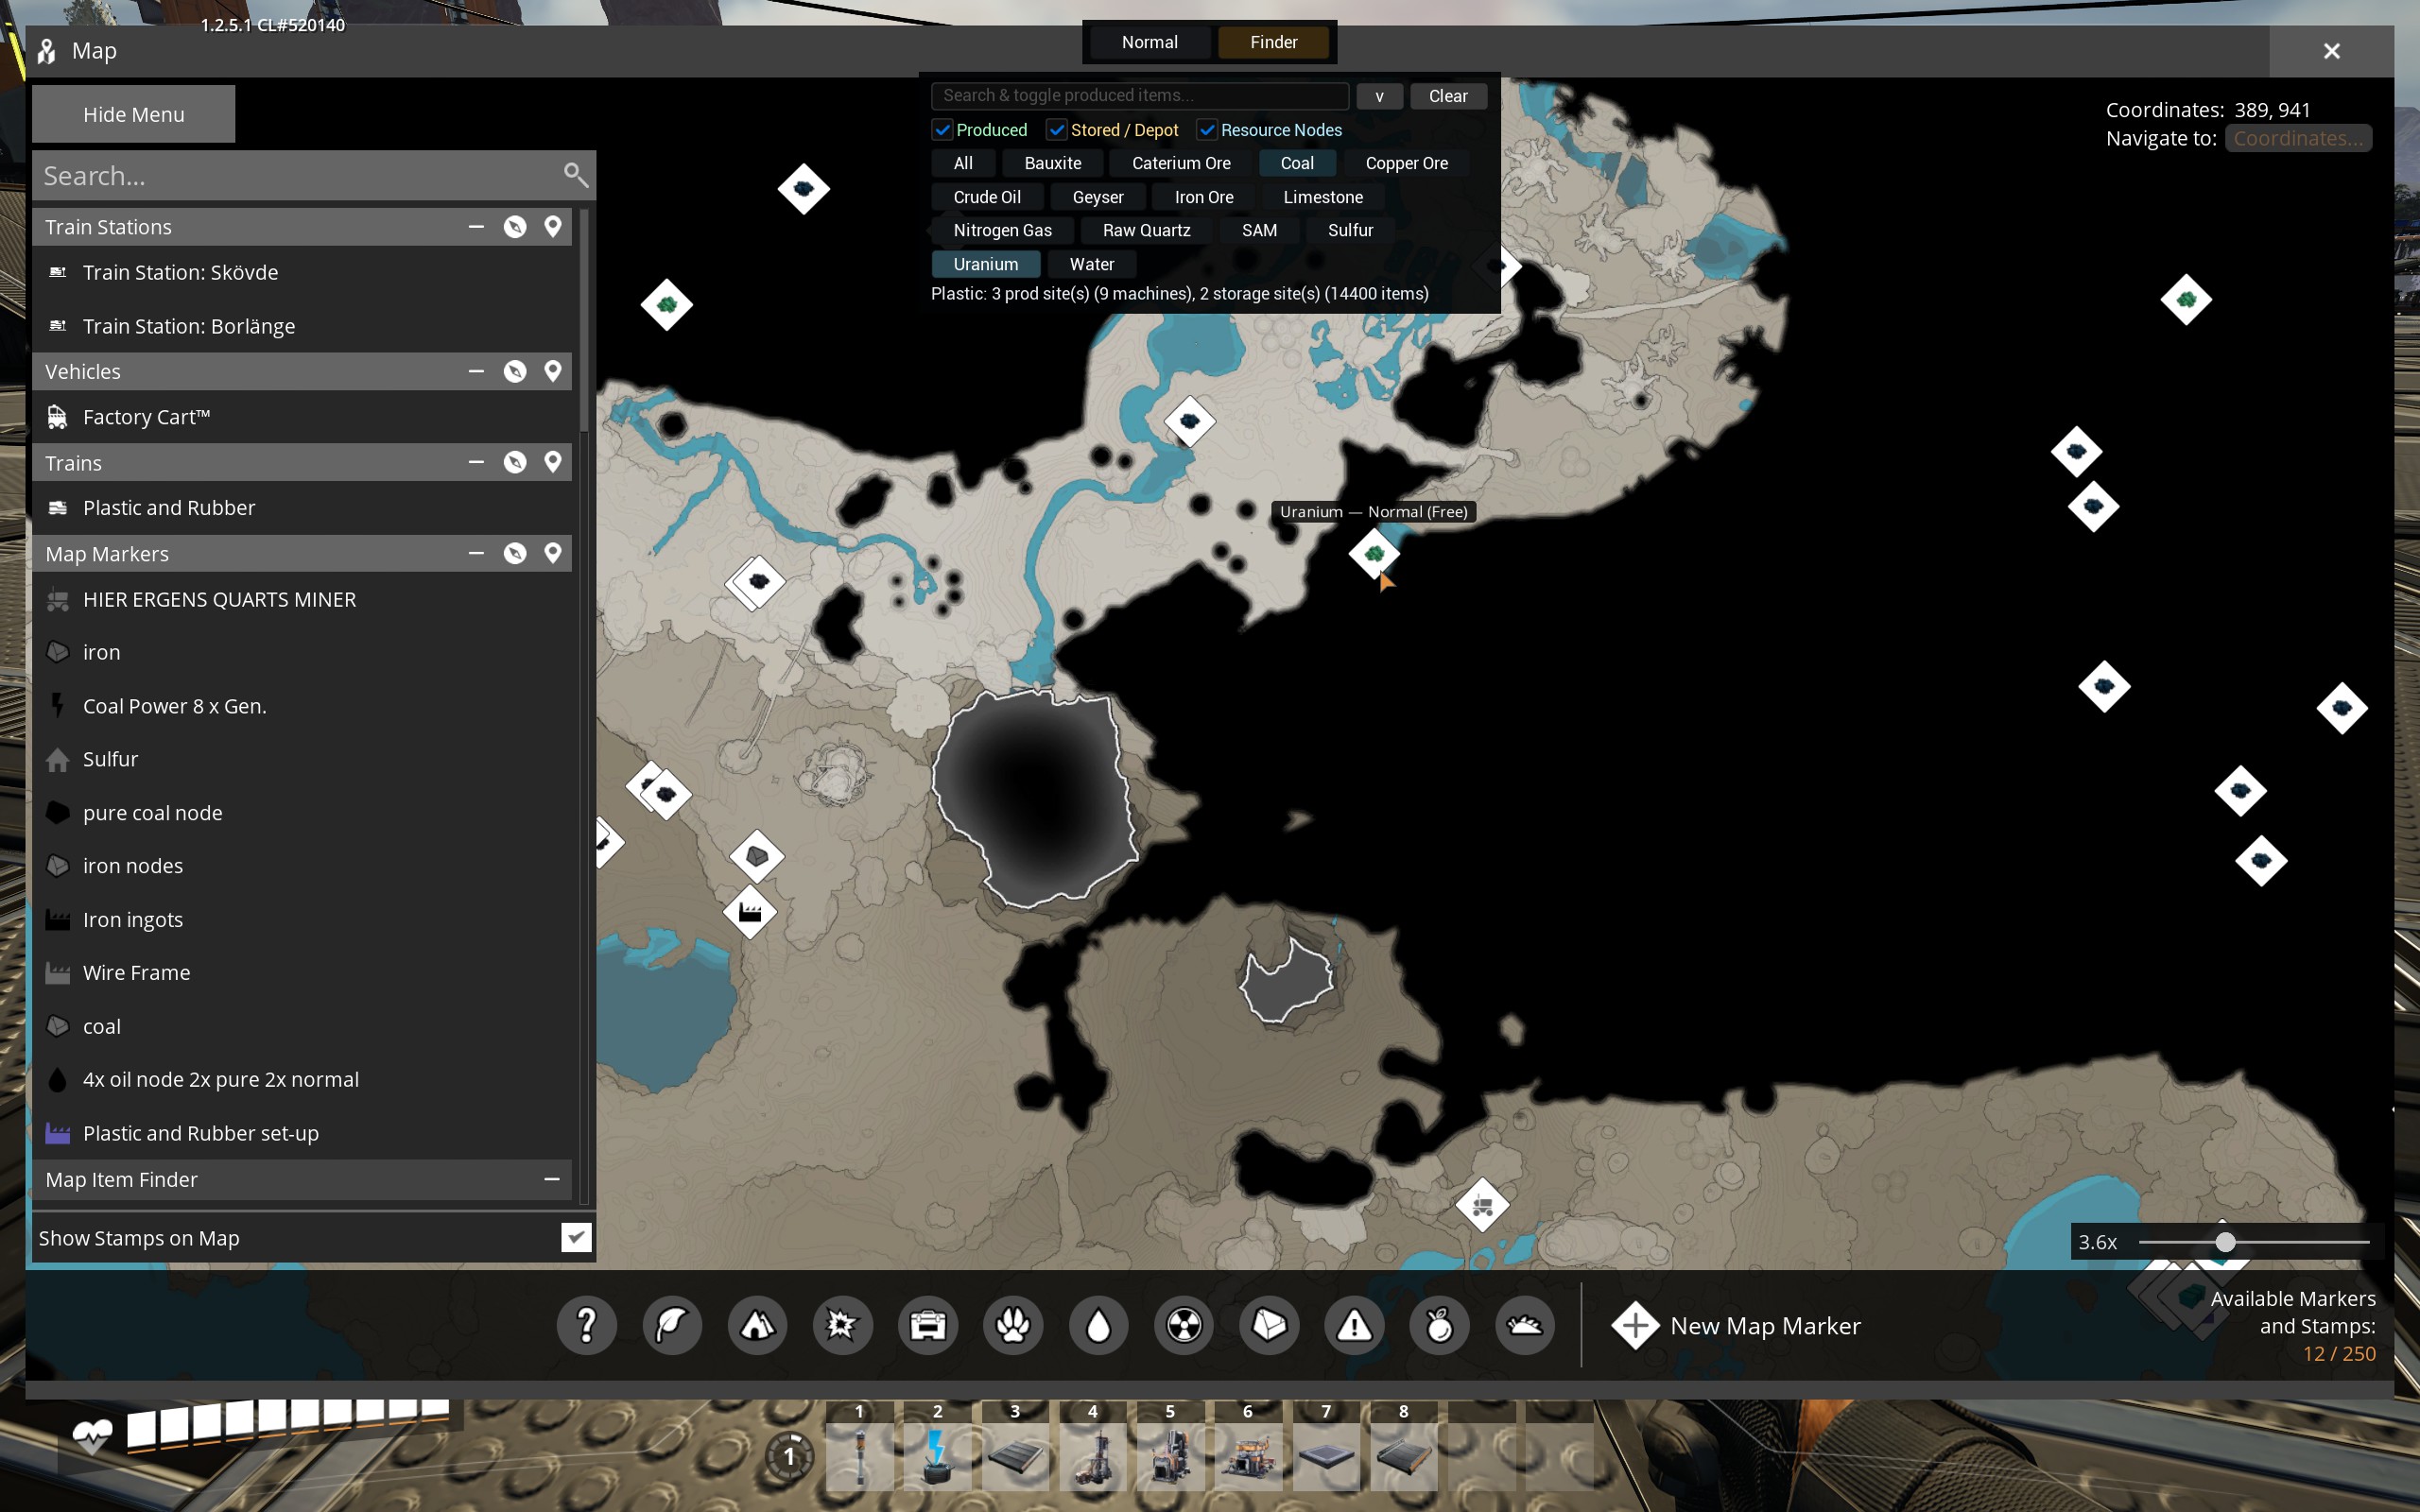 1.2.5.1 CL#520140
Map
Normal
Finder
Hide Menu
Search & toggle produced items...
v
Clear
Produced
Stored / Depot
Resource Nodes
All
Bauxite
Caterium Ore
Coal
Copper Ore
Crude Oil
Geyser
Iron Ore
Limestone
Nitrogen Gas
Raw Quartz
SAM
Sulfur
Uranium
Water
Plastic: 3 prod site(s) (9 machines), 2 storage site(s) (14400 items)
Coordinates: 389, 941
Navigate to: Coordinates...
Search...
Train Stations
Train Station: Skövde
Train Station: Borlänge
Vehicles
Factory Cart™
Trains
Plastic and Rubber
Map Markers
HIER ERGENS QUARTS MINER
iron
Coal Power 8 x Gen.
Sulfur
pure coal node
iron nodes
Iron ingots
Wire Frame
coal
4x oil node 2x pure 2x normal
Plastic and Rubber set-up
Map Item Finder
Show Stamps on Map
Uranium — Normal (Free)
3.6x
New Map Marker
Available Markers
and Stamps:
12 / 250
1
1
2
3
4
5
6
7
8